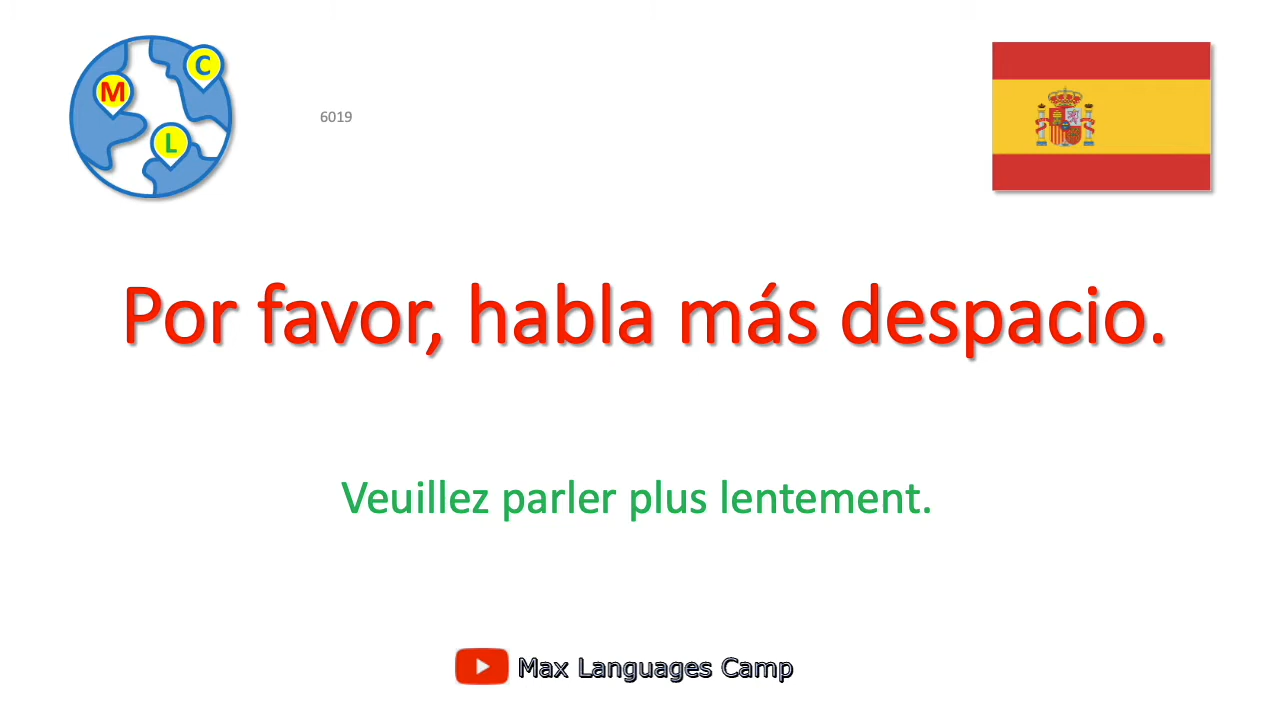 M
C
L
6019
Por favor, habla más despacio.
Veuillez parler plus lentement.
Max Languages Camp